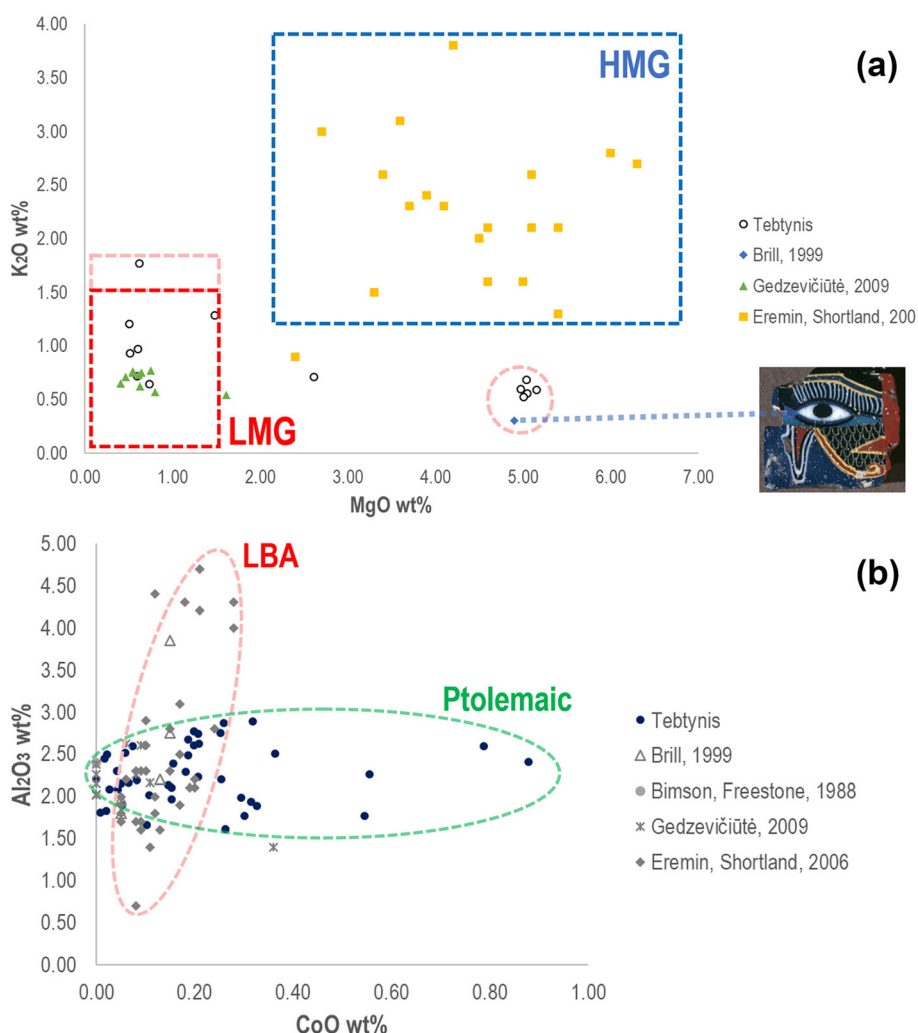 (a)
4.00
3.50
3.00
2.50
2.00
1.50
1.00
0.50
0.00
K2O wt%
HMG
LMG
0.00 1.00 2.00 3.00 4.00 5.00 6.00 7.00
MgO wt%
Tebtynis
Brill, 1999
Gedzevičiūtė, 2009
Eremin, Shortland, 200
(b)
5.00
4.50
4.00
3.50
3.00
2.50
2.00
1.50
1.00
0.50
0.00
Al2O3 wt%
LBA
Ptolemaic
0.00 0.20 0.40 0.60 0.80 1.00
CoO wt%
Tebtynis
Brill, 1999
Bimson, Freestone, 1988
Gedzevičiūtė, 2009
Eremin, Shortland, 2006